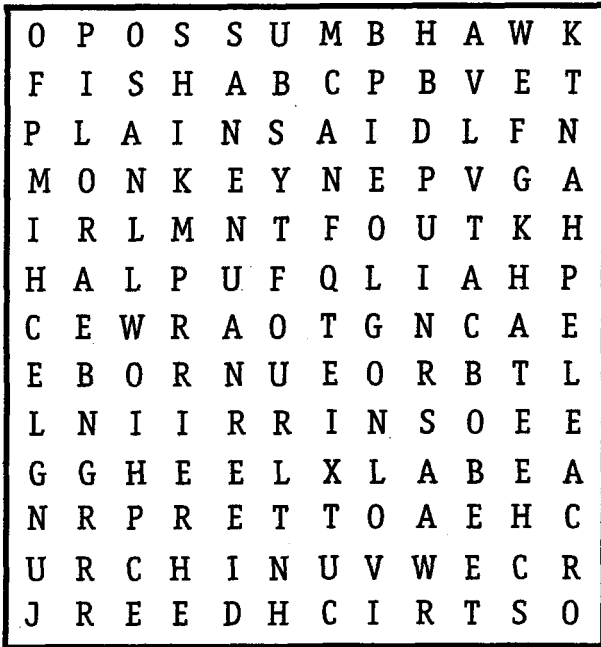 O P O S S U M B H A W K
F I S H A B C P B V E T
P L A I N S A I D L F N
M O N K E Y N E P V G A
I R L M N T F O U T K H
H A L P U F Q L I A H P
C E W R A O T G N C A E
E B O R N U E O R B T L
L N I I R R I N S O E E
G G H E E L X L A B E A
N R P R E T T O A E H C
U R C H I N U V W E C R
J R E E D H C I R T S O